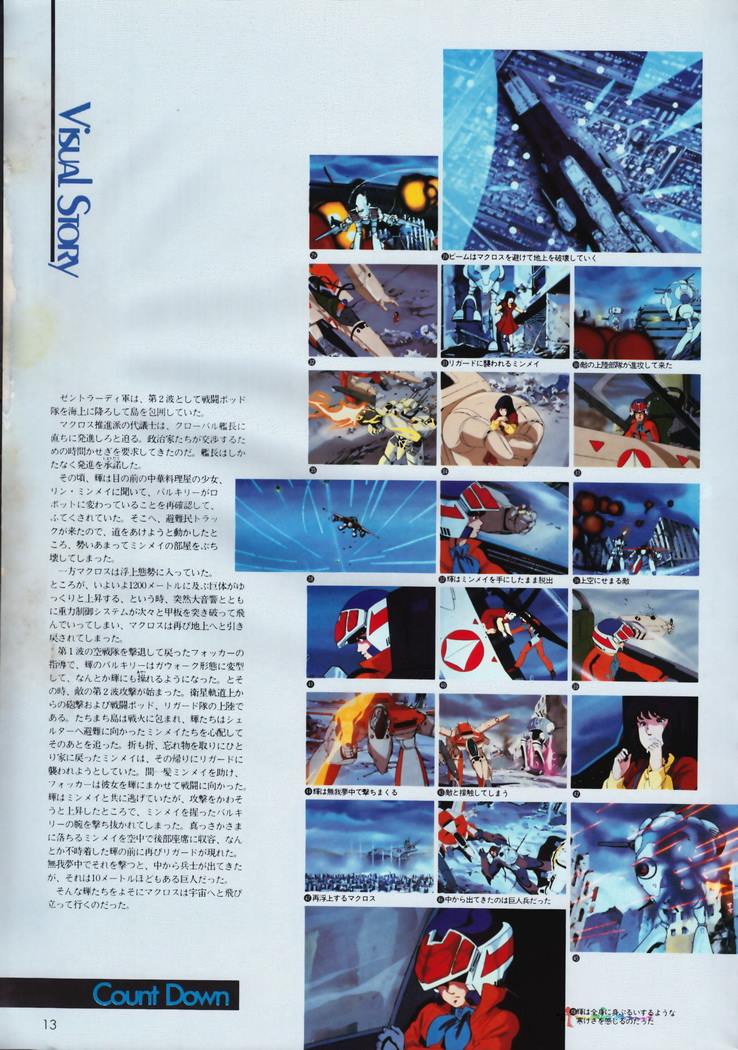 VISUAL STORY
ゼントラーディ軍は、第2波として戦闘ポッド
隊を海上に降ろして島を包囲していた。
マクロス推進派の代議士は、クローバル艦長に
直ちに発進しろと迫る。政治家たちが交渉するた
めの時間かせぎを要求してきたのだ。艦長はしか
たなく発進を承諾した。
その頃、輝は目の前の中華料理屋の少女、
リン・ミンメイに聞いて、バルキリーがロ
ボットに変わっていることを再確認して、
ふてくされていた。そこへ、避難民トラッ
クが来たので、道をあけようと動かしたと
ころ、勢いあまってミンメイの部屋をぶち
壊してしまった。
一方マクロスは浮上態勢に入っていた。
ところが、いよいよ1200メートルに及ぶ巨体がゆ
っくりと上昇する、という時、突然大音響ととも
に重力制御システムが次々と甲板を突き破って飛
んでいってしまい、マクロスは再び地上へと引き
戻されてしまった。
第1波の空戦隊を撃退して戻ったフォッカーの
指導で、輝のバルキリーはガウォーク形態に変型
して、なんとか輝にも操れるようになった。とそ
の時、敵の第2波攻撃が始まった。衛星軌道上か
らの砲撃および戦闘ポッド、リガード隊の上陸で
ある。たちまち島は戦火に包まれ、輝たちはシェ
ルターへ避難に向かったミンメイたちを心配して
そのあとを追った。折も折、忘れ物を取りにひと
り家に戻ったミンメイは、その帰りにリガードに
襲われようとしていた。間一髪ミンメイを助け、
フォッカーは彼女を輝にまかせて戦闘に向かった。
輝はミンメイと共に逃げていたが、攻撃をかわそ
うと上昇したところで、ミンメイを握ったバルキ
リーの腕を撃ち抜かれてしまった。真っさかさま
に落ちるミンメイを空中で後部座席に収容、なん
とか不時着した輝の前に再びリガードが現れた。
無我夢中でそれを撃つと、中から兵士が出てきた
が、それは10メートルほどもある巨人だった。
そんな輝たちをよそにマクロスは宇宙へと飛び
立って行くのだった。
ビームはマクロスを避けて地上を破壊していく
リガードに襲われるミンメイ
敵の上陸部隊が進攻して来た
輝はミンメイを手にしたまま脱出
上空にせまる敵
輝は無我夢中で撃ちまくる
敵と接触してしまう
再浮上するマクロス
中から出てきたのは巨人兵だった
輝は全身に身ぶるいするような
寒けさを感じるのだった
Count Down
13